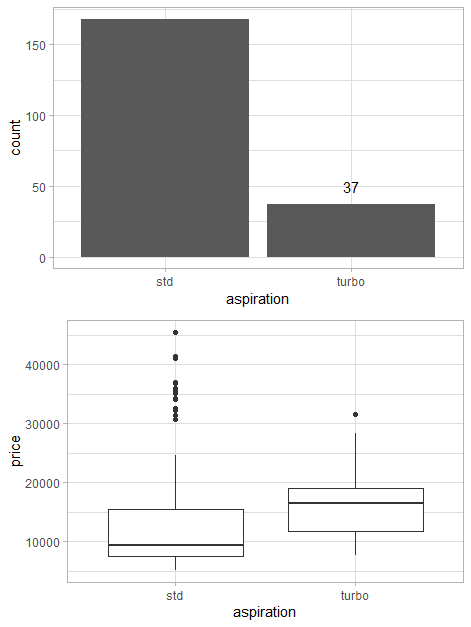 150
100
50
0
count
37
std turbo
aspiration
40000
30000
20000
10000
price
std turbo
aspiration